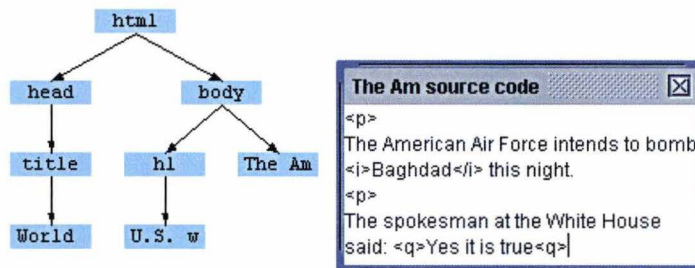 html
head body
title h1 The Am
World U.S. w
The Am source code
<p>
The American Air Force intends to bomb
<i>Baghdad</i> this night.
<p>
The spokesman at the White House
said: <q>Yes it is true<q>